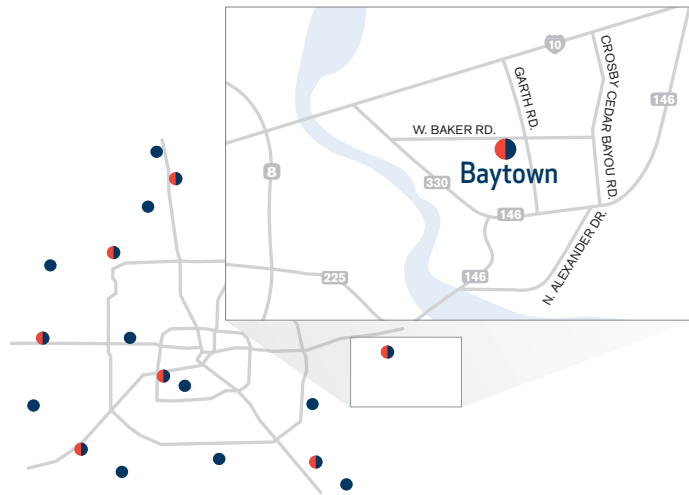 10
GARTH RD.
CROSBY CEDAR BAYOU RD.
146
W. BAKER RD.
8
Baytown
330
146
N. ALEXANDER DR.
225
146